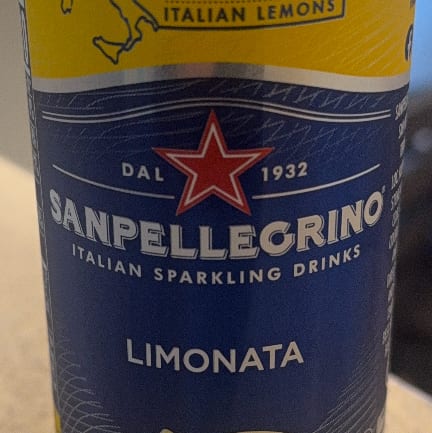 ITALIAN LEMONS
DAL 1932
SANPELLEGRINO
ITALIAN SPARKLING DRINKS
LIMONATA